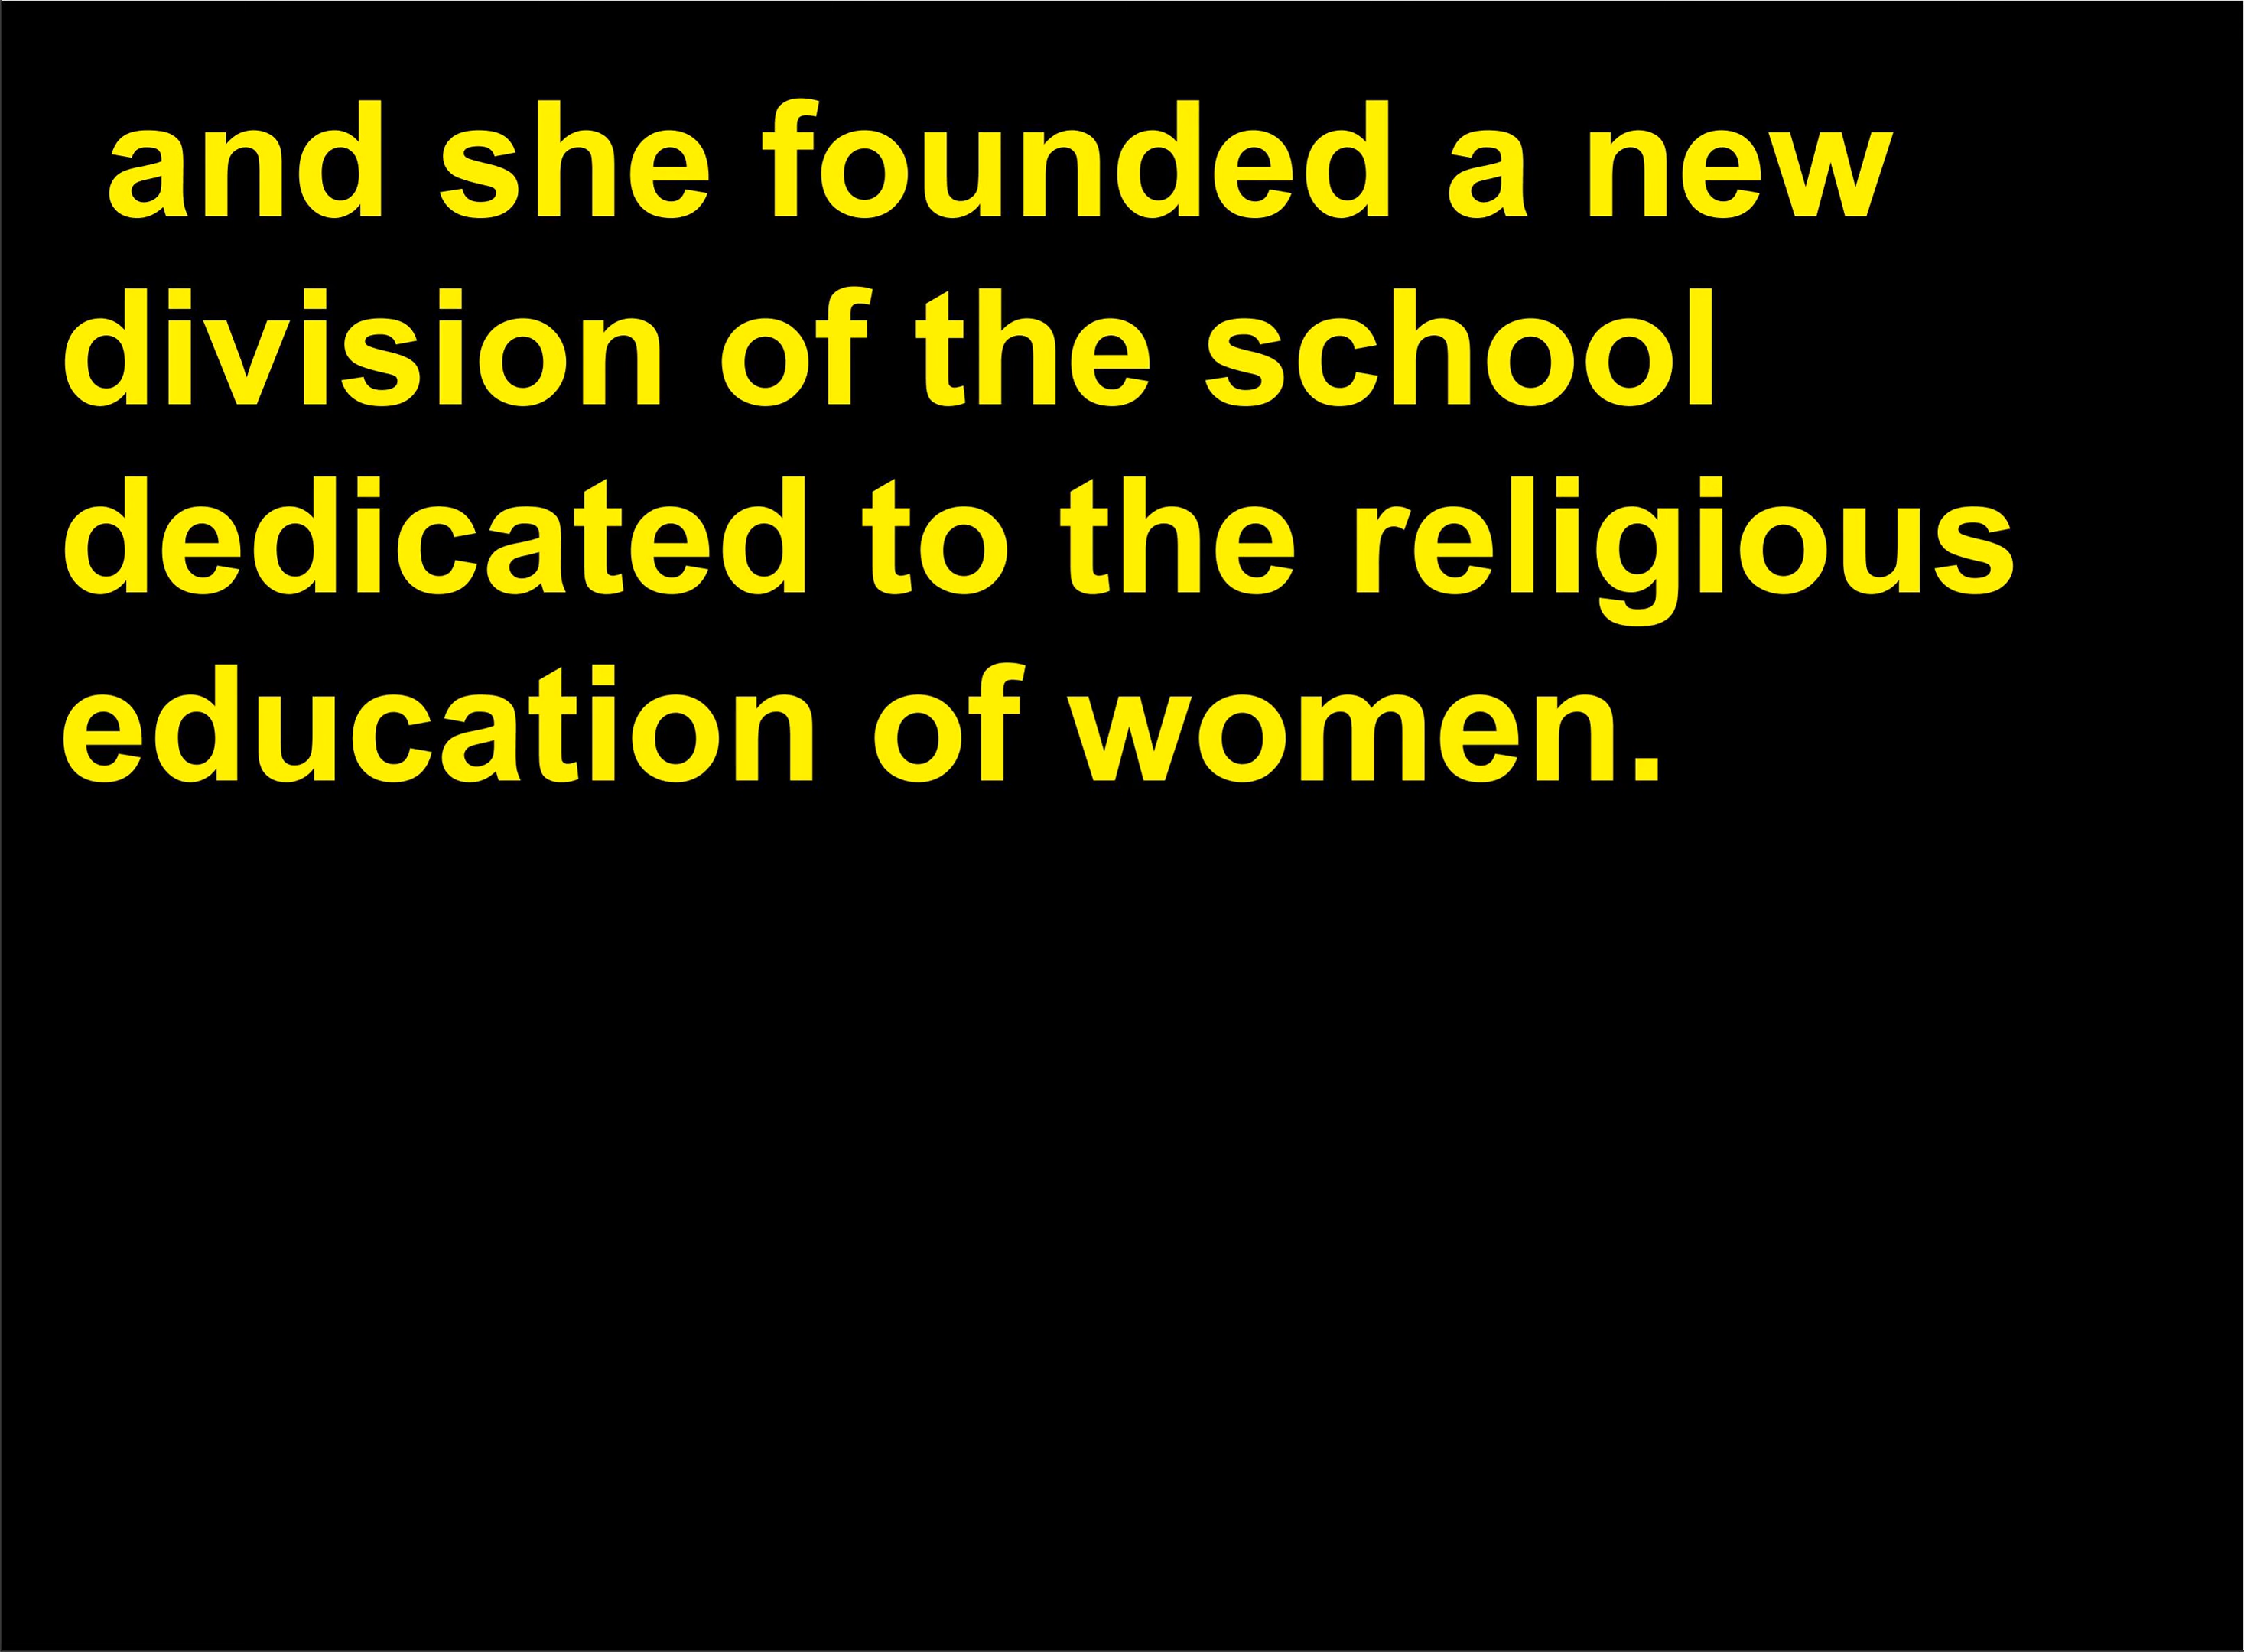 and she founded a new
division of the school
dedicated to the religious
education of women.